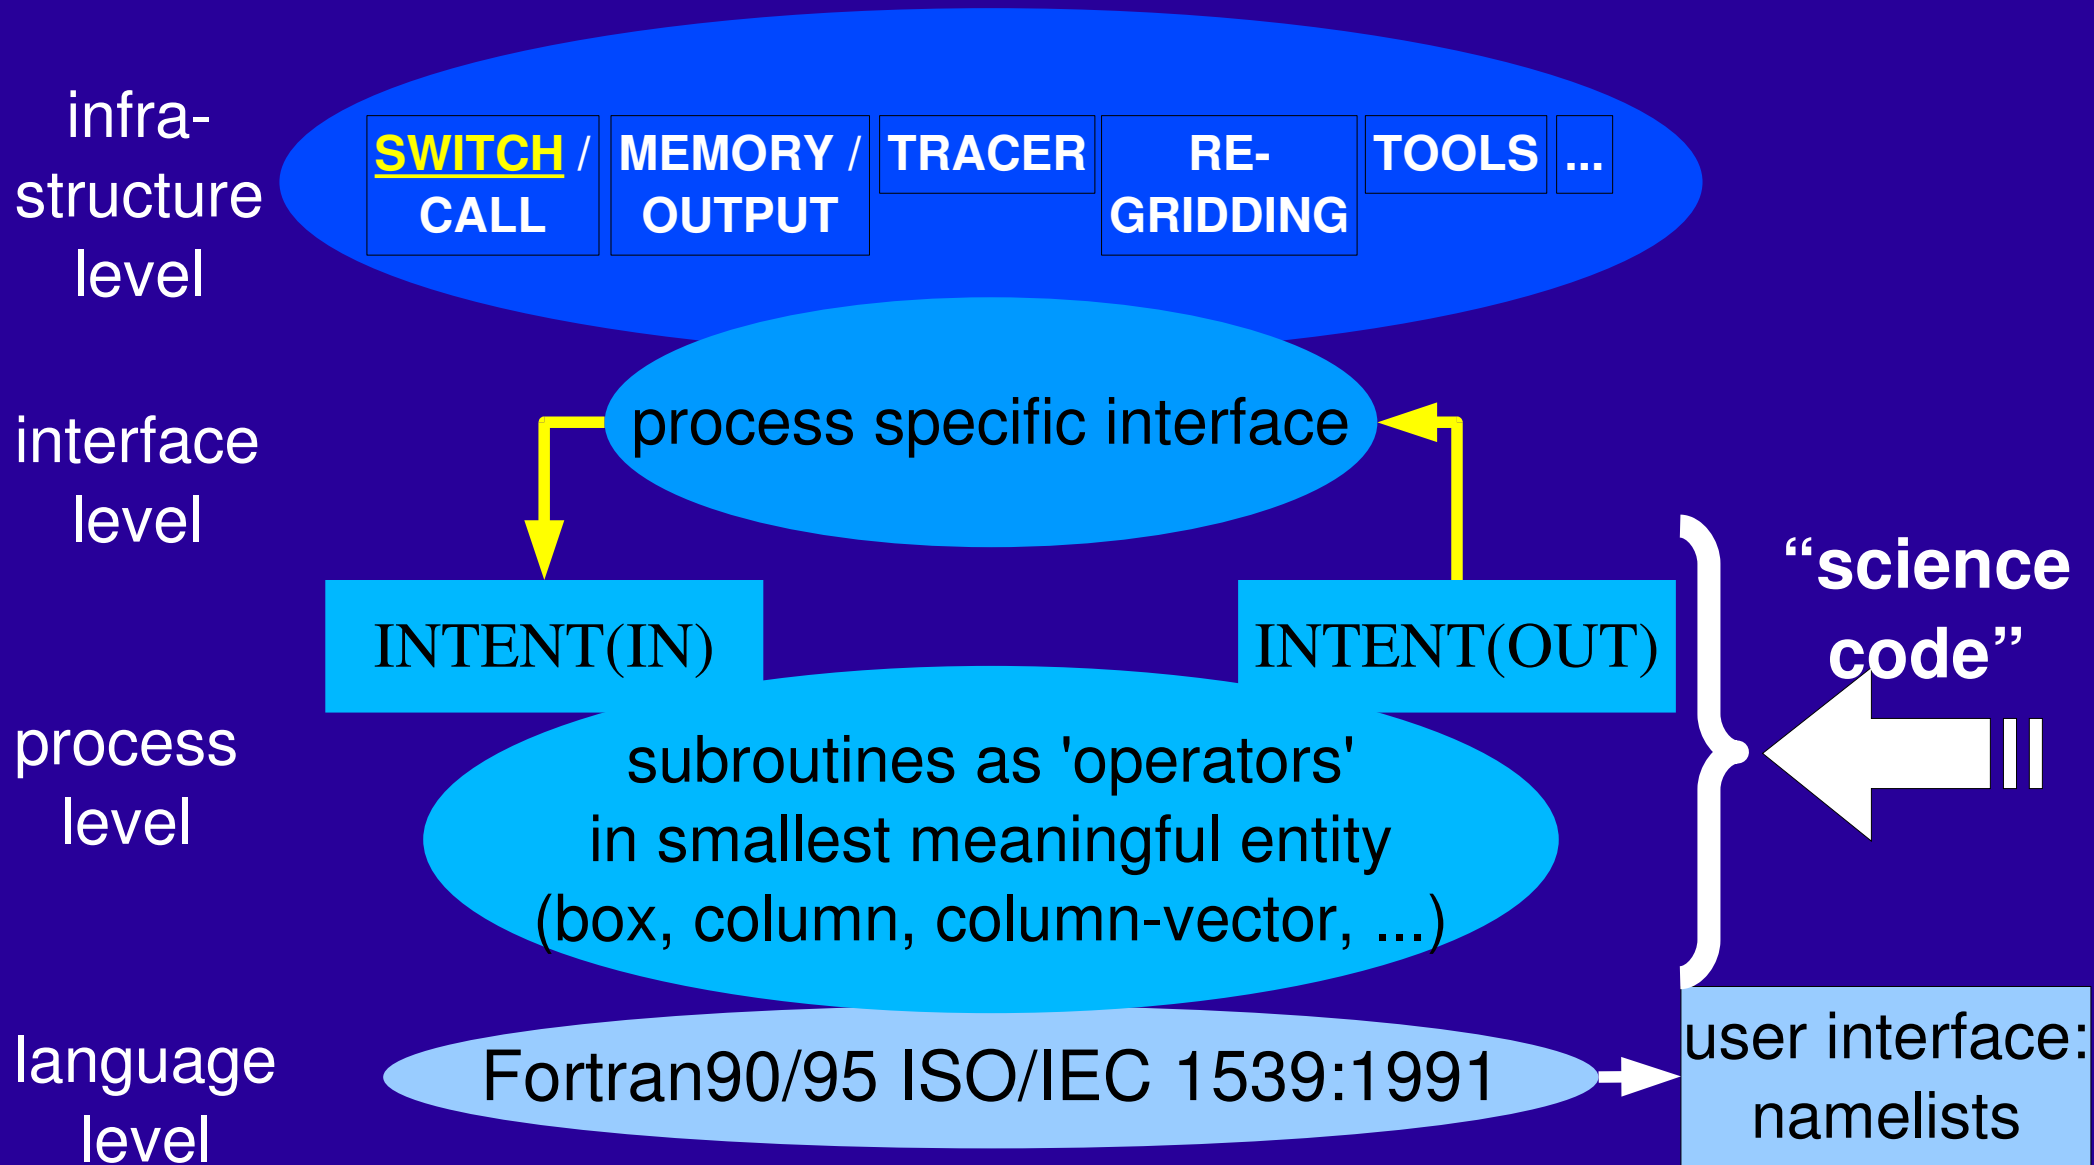 infra-
structure
level
SWITCH /
CALL
MEMORY /
OUTPUT
TRACER
RE-
GRIDDING
TOOLS
...
interface
level
process specific interface
INTENT(IN)
INTENT(OUT)
“science
code”
process
level
subroutines as 'operators'
in smallest meaningful entity
(box, column, column-vector, ...)
language
level
Fortran90/95 ISO/IEC 1539:1991
user interface:
namelists